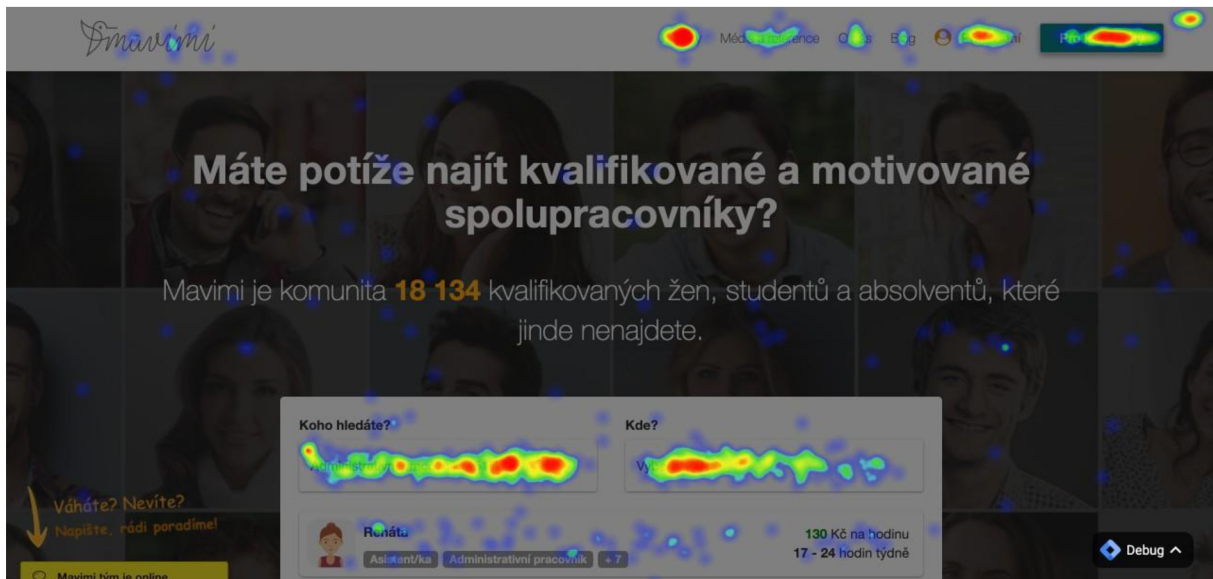 mavimi
Máte potíže najít kvalifikované a motivované
spolupracovníky?
Mavimi je komunita 18 134 kvalifikovaných žen, studentů a absolventů, které
jinde nenajdete.
Koho hledáte?
Kde?
Renáta
130 Kč na hodinu
Asistent/ka Administrativní pracovník + 7
17 - 24 hodin týdně
Váháte? Nevíte?
Napište, rádi poradíme!
Mavimi tým je online
Debug